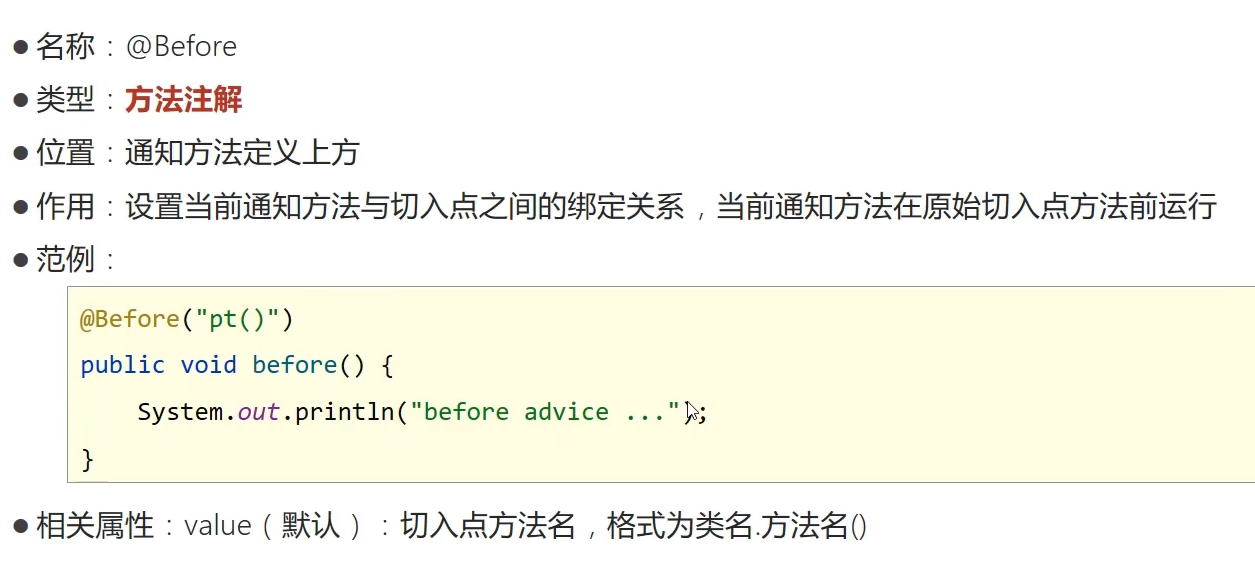 ● 名称：@Before
● 类型：方法注解
● 位置：通知方法定义上方
● 作用：设置当前通知方法与切入点之间的绑定关系，当前通知方法在原始切入点方法前运行
● 范例：
@Before("pt()")
public void before() {
    System.out.println("before advice ...");
}
● 相关属性：value（默认）：切入点方法名，格式为类名.方法名()